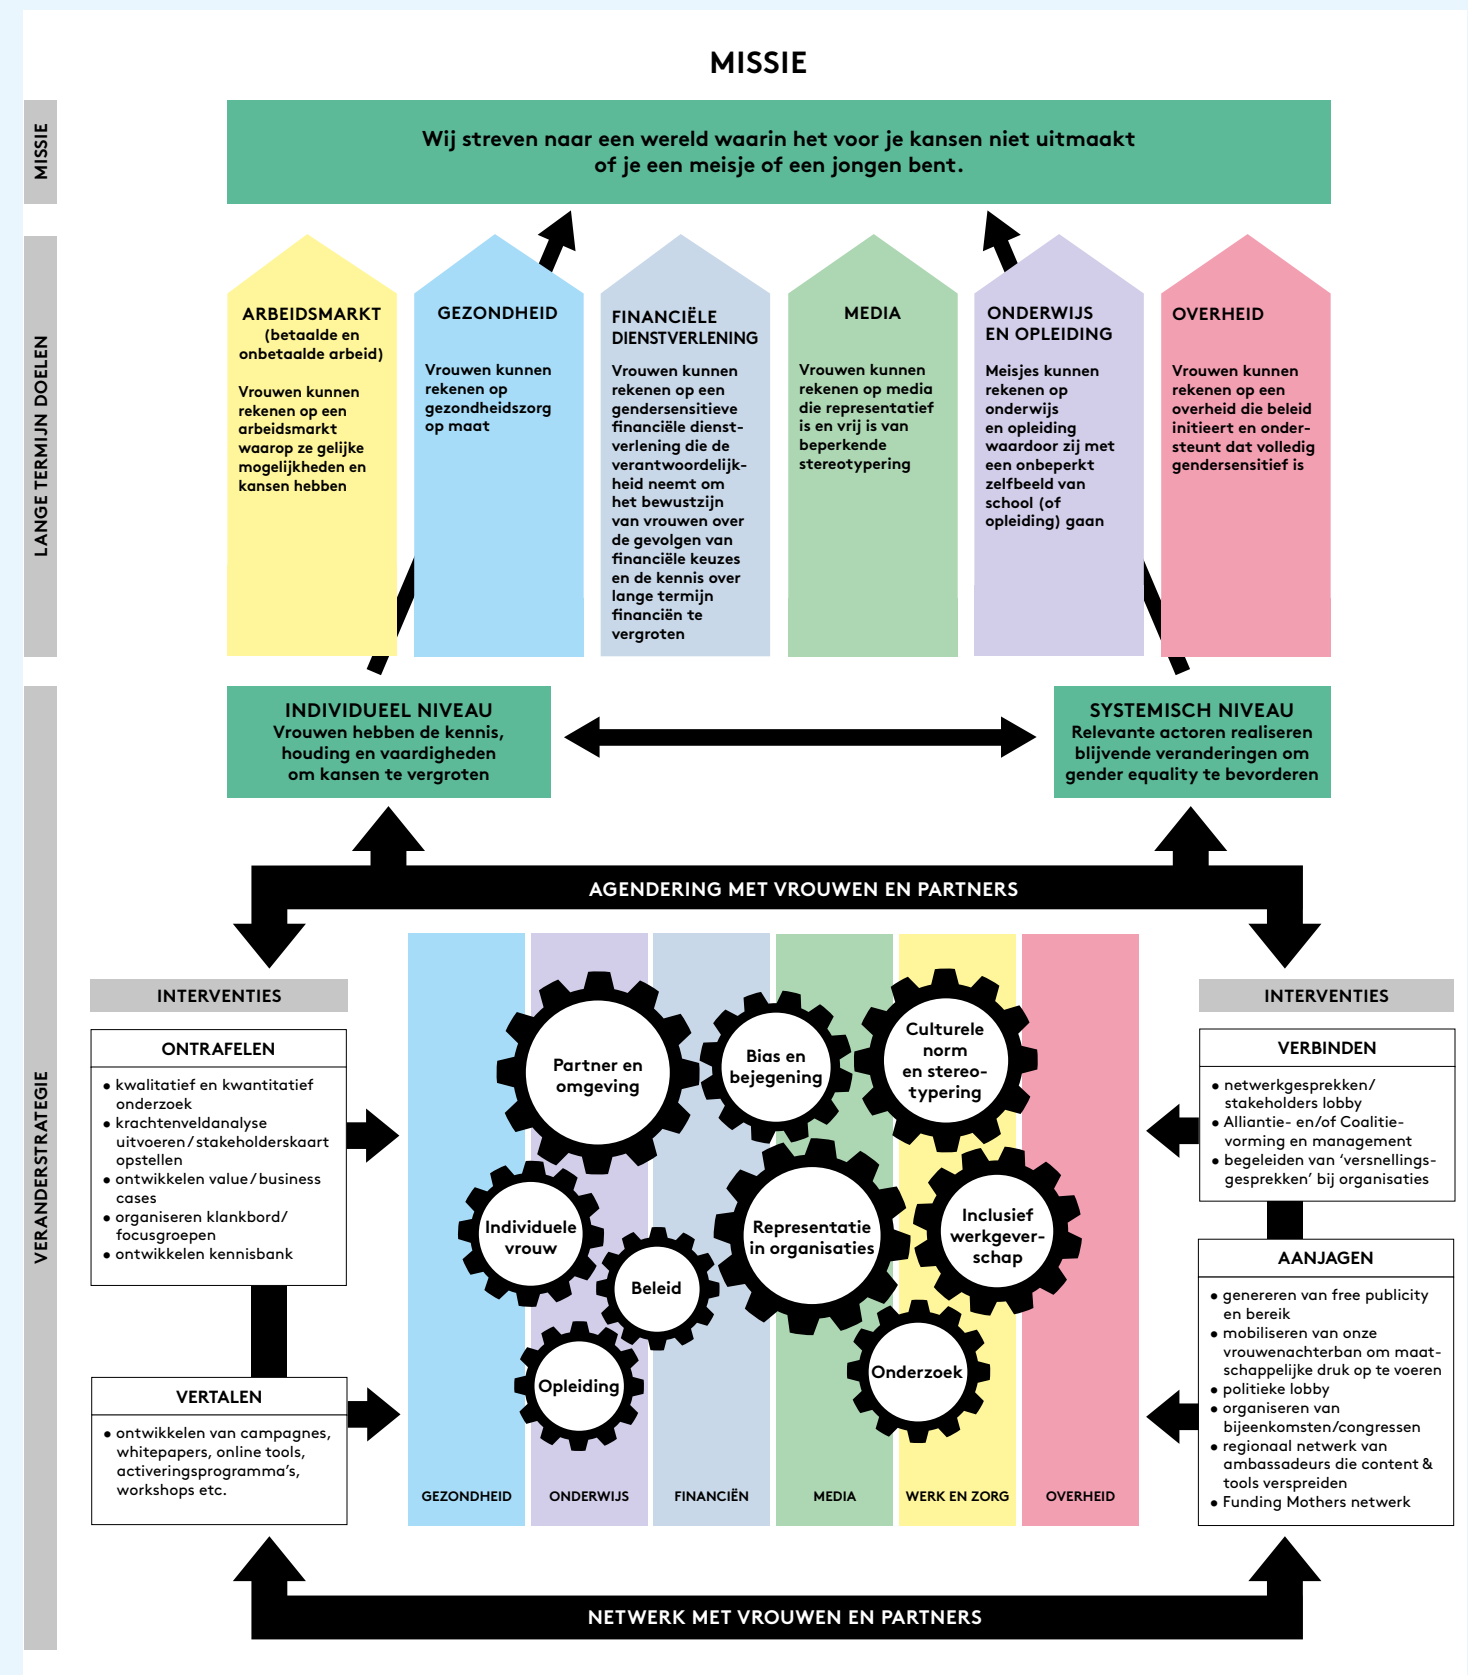 MISSIE
MISSIE
Wij streven naar een wereld waarin het voor je kansen niet uitmaakt
of je een meisje of een jongen bent.
LANGE TERMIJN DOELEN
ARBEIDSMARKT
(betaalde en
onbetaalde arbeid)
Vrouwen kunnen
rekenen op een
arbeidsmarkt
waarop ze gelijke
mogelijkheden en
kansen hebben
GEZONDHEID
Vrouwen kunnen
rekenen op
gezondheidszorg
op maat
FINANCIËLE
DIENSTVERLENING
Vrouwen kunnen
rekenen op een
gendersensitieve
financiële dienst-
verlening die de
verantwoordelijk-
heid neemt om
het bewustzijn
van vrouwen over
de gevolgen van
financiële keuzes
en de kennis over
lange termijn
financiën te
vergroten
MEDIA
Vrouwen kunnen
rekenen op media
die representatief
is en vrij is van
beperkende
stereotypering
ONDERWIJS
EN OPLEIDING
Meisjes kunnen
rekenen op
onderwijs
en opleiding
waardoor zij met
een onbeperkt
zelfbeeld van
school (of
opleiding) gaan
OVERHEID
Vrouwen kunnen
rekenen op een
overheid die beleid
initieert en onder-
steunt dat volledig
gendersensitief is
VERANDERSTRATEGIE
INDIVIDUEEL NIVEAU
Vrouwen hebben de kennis,
houding en vaardigheden
om kansen te vergroten
SYSTEMISCH NIVEAU
Relevante actoren realiseren
blijvende veranderingen om
gender equality te bevorderen
AGENDERING MET VROUWEN EN PARTNERS
INTERVENTIES
ONTRAFELEN
• kwalitatief en kwantitatief
onderzoek
• krachtenveldanalyse
uitvoeren/stakeholderskaart
opstellen
• ontwikkelen value/business
cases
• organiseren klankbord/
focusgroepen
• ontwikkelen kennisbank
VERTALEN
• ontwikkelen van campagnes,
whitepapers, online tools,
activeringsprogramma's,
workshops etc.
Partner en
omgeving
Bias en
bejegening
Culturele
norm
en stereo-
typering
Individuele
vrouw
Beleid
Representatie
in organisaties
Inclusief
werkgever-
schap
Opleiding
Onderzoek
GEZONDHEID
ONDERWIJS
FINANCIËN
MEDIA
WERK EN ZORG
OVERHEID
INTERVENTIES
VERBINDEN
• netwerkgesprekken/
stakeholders lobby
• Alliantie- en/of Coalitie-
vorming en management
• begeleiden van ‘versnellings-
gesprekken’ bij organisaties
AANJAGEN
• genereren van free publicity
en bereik
• mobiliseren van onze
vrouwenachterban om maat-
schappelijke druk op te voeren
• politieke lobby
• organiseren van
bijeenkomsten/congressen
• regionaal netwerk van
ambassadeurs die content &
tools verspreiden
• Funding Mothers netwerk
NETWERK MET VROUWEN EN PARTNERS